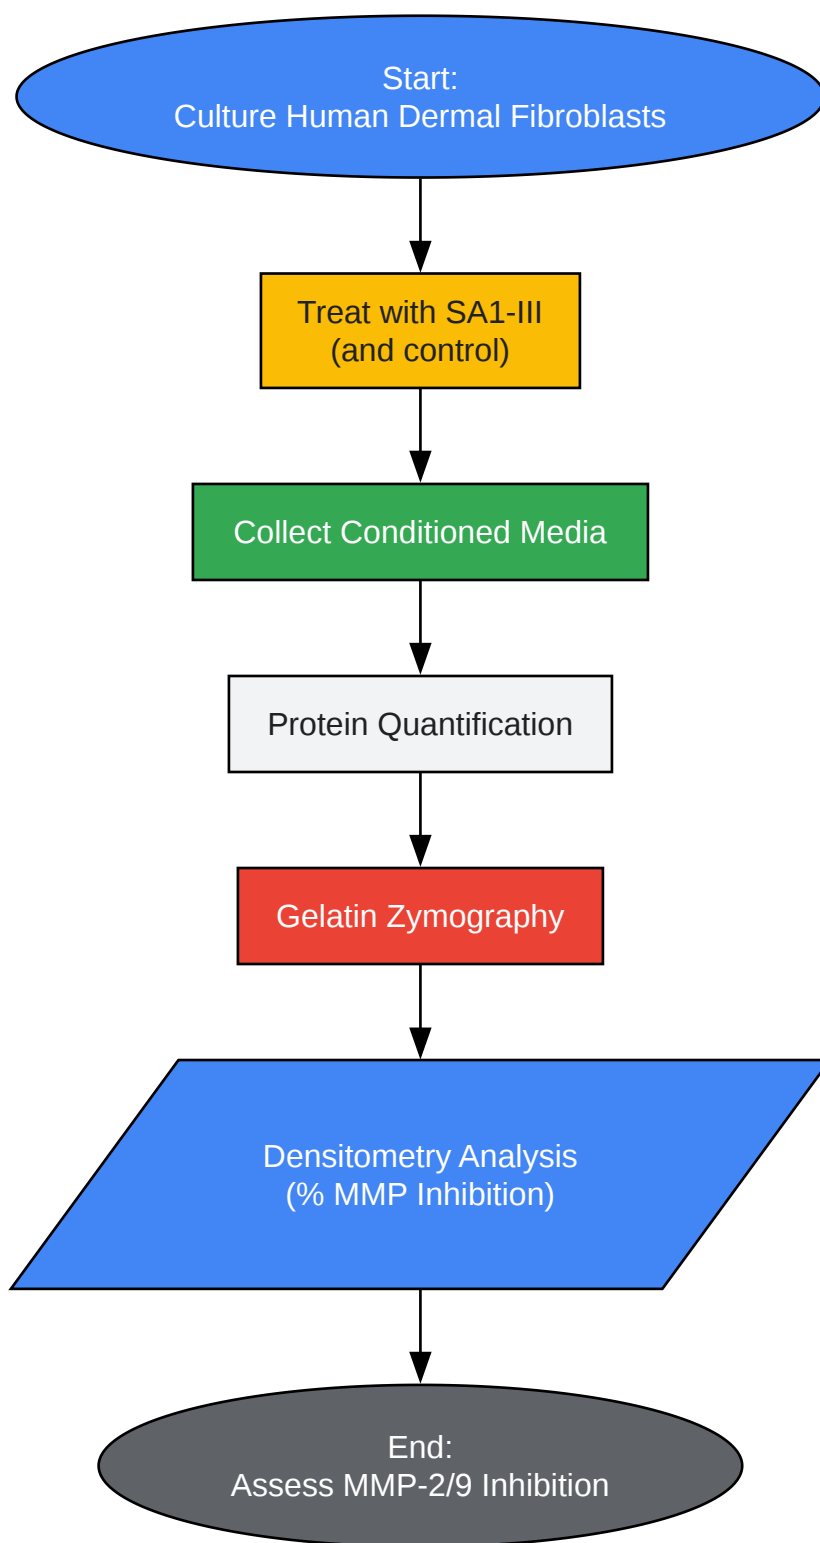 Start:
Culture Human Dermal Fibroblasts
Treat with SA1-III
(and control)
Collect Conditioned Media
Protein Quantification
Gelatin Zymography
Densitometry Analysis
(% MMP Inhibition)
End:
Assess MMP-2/9 Inhibition